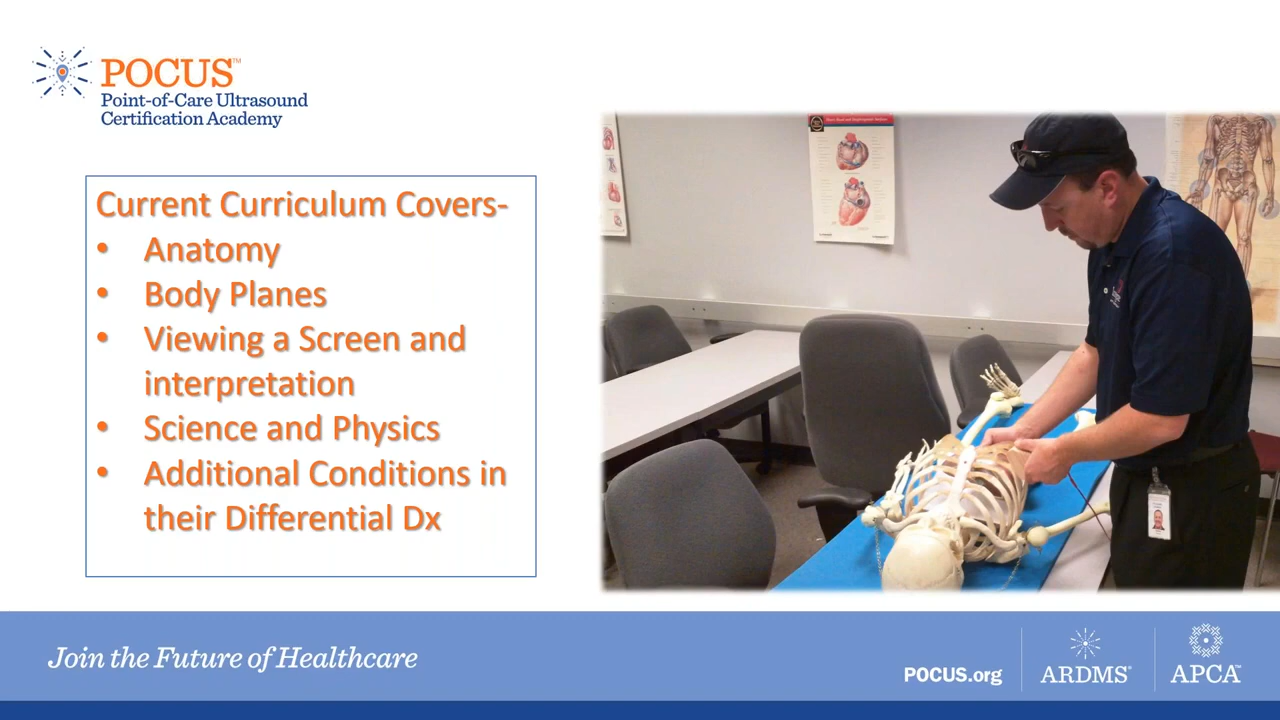 POCUS™
Point-of-Care Ultrasound
Certification Academy
Current Curriculum Covers-
• Anatomy
• Body Planes
• Viewing a Screen and
interpretation
• Science and Physics
• Additional Conditions in
their Differential Dx
Join the Future of Healthcare
POCUS.org
ARDMS®
APCA™